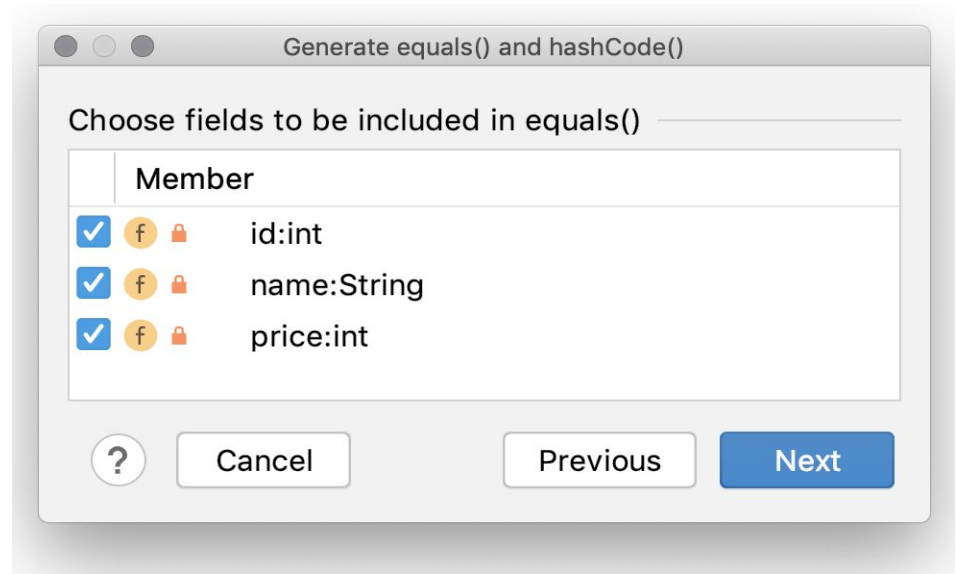 Generate equals() and hashCode()
Choose fields to be included in equals()
Member
f id:int
f name:String
f price:int
? Cancel Previous Next